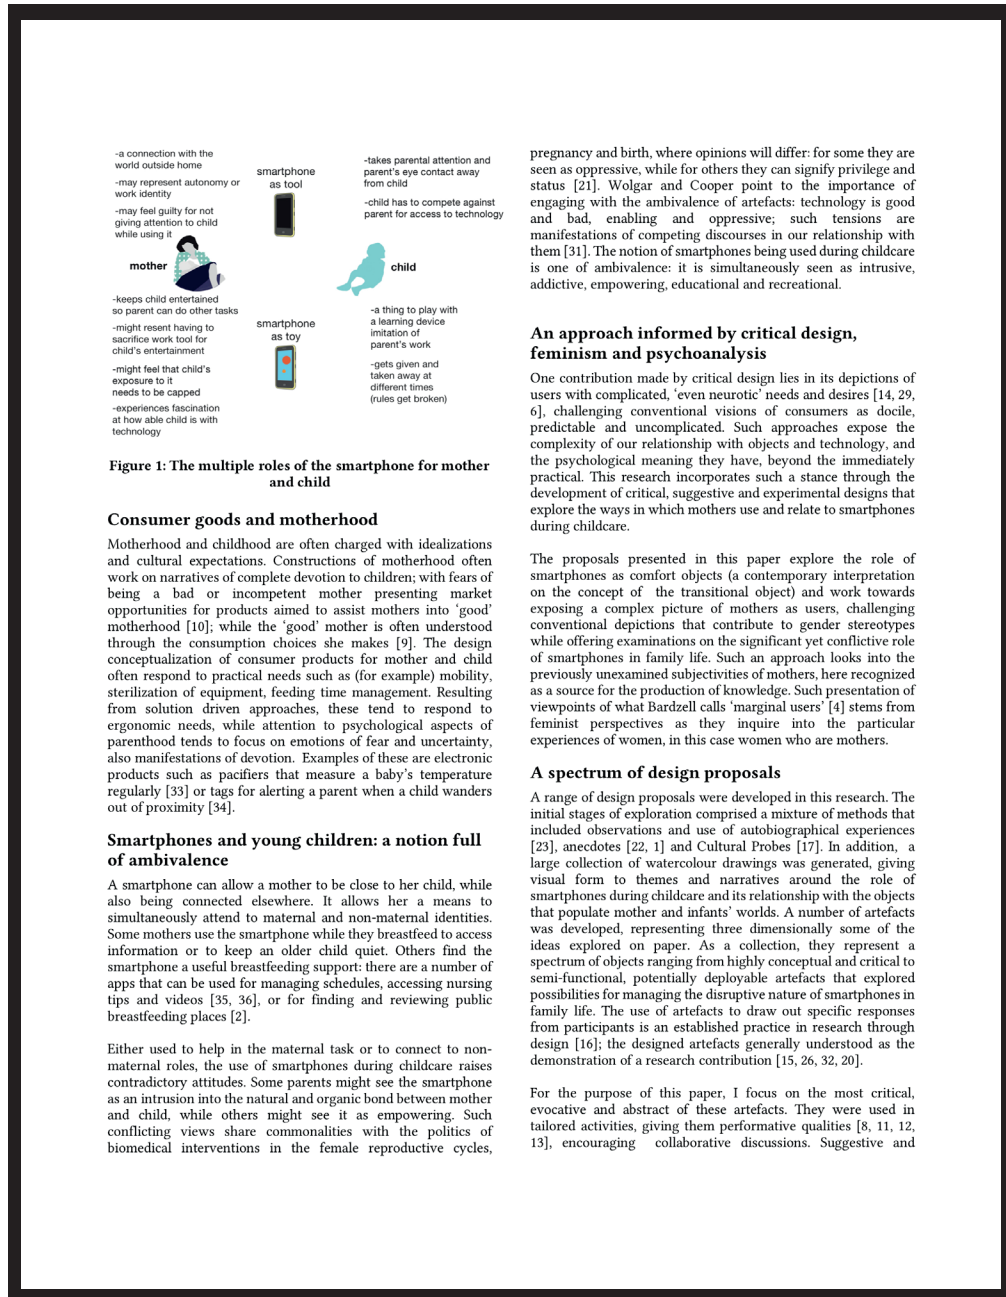 -a connection with the
world outside home
-may represent autonomy or
work identity
-may feel guilty for not
giving attention to child
while using it
smartphone
as tool
-takes parental attention and
parent's eye contact away
from child
-child has to compete against
parent for access to technology
mother
child
-keeps child entertained
so parent can do other tasks
-might resent having to
sacrifice work tool for
child's entertainment
-might feel that child's
exposure to it
needs to be capped
-experiences fascination
at how able child is with
technology
smartphone
as toy
-a thing to play with
a learning device
imitation of
parent's work
-gets given and
taken away at
different times
(rules get broken)
Figure 1: The multiple roles of the smartphone for mother
and child
Consumer goods and motherhood
Motherhood and childhood are often charged with idealizations
and cultural expectations. Constructions of motherhood often
work on narratives of complete devotion to children; with fears of
being a bad or incompetent mother presenting market
opportunities for products aimed to assist mothers into ‘good’
motherhood [10]; while the ‘good’ mother is often understood
through the consumption choices she makes [9]. The design
conceptualization of consumer products for mother and child
often respond to practical needs such as (for example) mobility,
sterilization of equipment, feeding time management. Resulting
from solution driven approaches, these tend to respond to
ergonomic needs, while attention to psychological aspects of
parenthood tends to focus on emotions of fear and uncertainty,
also manifestations of devotion. Examples of these are electronic
products such as pacifiers that measure a baby’s temperature
regularly [33] or tags for alerting a parent when a child wanders
out of proximity [34].
Smartphones and young children: a notion full
of ambivalence
A smartphone can allow a mother to be close to her child, while
also being connected elsewhere. It allows her a means to
simultaneously attend to maternal and non-maternal identities.
Some mothers use the smartphone while they breastfeed to access
information or to keep an older child quiet. Others find the
smartphone a useful breastfeeding support: there are a number of
apps that can be used for managing schedules, accessing nursing
tips and videos [35, 36], or for finding and reviewing public
breastfeeding places [2].
Either used to help in the maternal task or to connect to non-
maternal roles, the use of smartphones during childcare raises
contradictory attitudes. Some parents might see the smartphone
as an intrusion into the natural and organic bond between mother
and child, while others might see it as empowering. Such
conflicting views share commonalities with the politics of
biomedical interventions in the female reproductive cycles,
pregnancy and birth, where opinions will differ: for some they are
seen as oppressive, while for others they can signify privilege and
status [21]. Wolgar and Cooper point to the importance of
engaging with the ambivalence of artefacts: technology is good
and bad, enabling and oppressive; such tensions are
manifestations of competing discourses in our relationship with
them [31]. The notion of smartphones being used during childcare
is one of ambivalence: it is simultaneously seen as intrusive,
addictive, empowering, educational and recreational.
An approach informed by critical design,
feminism and psychoanalysis
One contribution made by critical design lies in its depictions of
users with complicated, ‘even neurotic’ needs and desires [14, 29,
6], challenging conventional visions of consumers as docile,
predictable and uncomplicated. Such approaches expose the
complexity of our relationship with objects and technology, and
the psychological meaning they have, beyond the immediately
practical. This research incorporates such a stance through the
development of critical, suggestive and experimental designs that
explore the ways in which mothers use and relate to smartphones
during childcare.
The proposals presented in this paper explore the role of
smartphones as comfort objects (a contemporary interpretation
on the concept of the transitional object) and work towards
exposing a complex picture of mothers as users, challenging
conventional depictions that contribute to gender stereotypes
while offering examinations on the significant yet conflictive role
of smartphones in family life. Such an approach looks into the
previously unexamined subjectivities of mothers, here recognized
as a source for the production of knowledge. Such presentation of
viewpoints of what Bardzell calls ‘marginal users’ [4] stems from
feminist perspectives as they inquire into the particular
experiences of women, in this case women who are mothers.
A spectrum of design proposals
A range of design proposals were developed in this research. The
initial stages of exploration comprised a mixture of methods that
included observations and use of autobiographical experiences
[23], anecdotes [22, 1] and Cultural Probes [17]. In addition, a
large collection of watercolour drawings was generated, giving
visual form to themes and narratives around the role of
smartphones during childcare and its relationship with the objects
that populate mother and infants’ worlds. A number of artefacts
was developed, representing three dimensionally some of the
ideas explored on paper. As a collection, they represent a
spectrum of objects ranging from highly conceptual and critical to
semi-functional, potentially deployable artefacts that explored
possibilities for managing the disruptive nature of smartphones in
family life. The use of artefacts to draw out specific responses
from participants is an established practice in research through
design [16]; the designed artefacts generally understood as the
demonstration of a research contribution [15, 26, 32, 20].
For the purpose of this paper, I focus on the most critical,
evocative and abstract of these artefacts. They were used in
tailored activities, giving them performative qualities [8, 11, 12,
13], encouraging collaborative discussions. Suggestive and